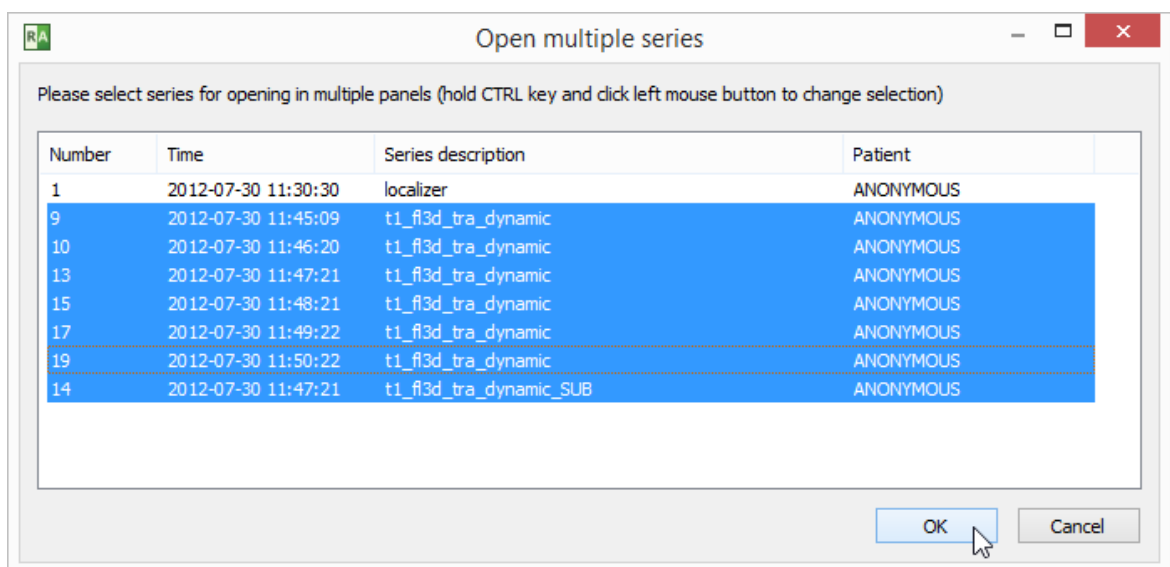 RA Open multiple series
Please select series for opening in multiple panels (hold CTRL key and click left mouse button to change selection)
Number Time Series description Patient
1 2012-07-30 11:30:30 localizer ANONYMOUS
9 2012-07-30 11:45:09 t1_fl3d_tra_dynamic ANONYMOUS
10 2012-07-30 11:46:20 t1_fl3d_tra_dynamic ANONYMOUS
13 2012-07-30 11:47:21 t1_fl3d_tra_dynamic ANONYMOUS
15 2012-07-30 11:48:21 t1_fl3d_tra_dynamic ANONYMOUS
17 2012-07-30 11:49:22 t1_fl3d_tra_dynamic ANONYMOUS
19 2012-07-30 11:50:22 t1_fl3d_tra_dynamic ANONYMOUS
14 2012-07-30 11:47:21 t1_fl3d_tra_dynamic_SUB ANONYMOUS
OK Cancel